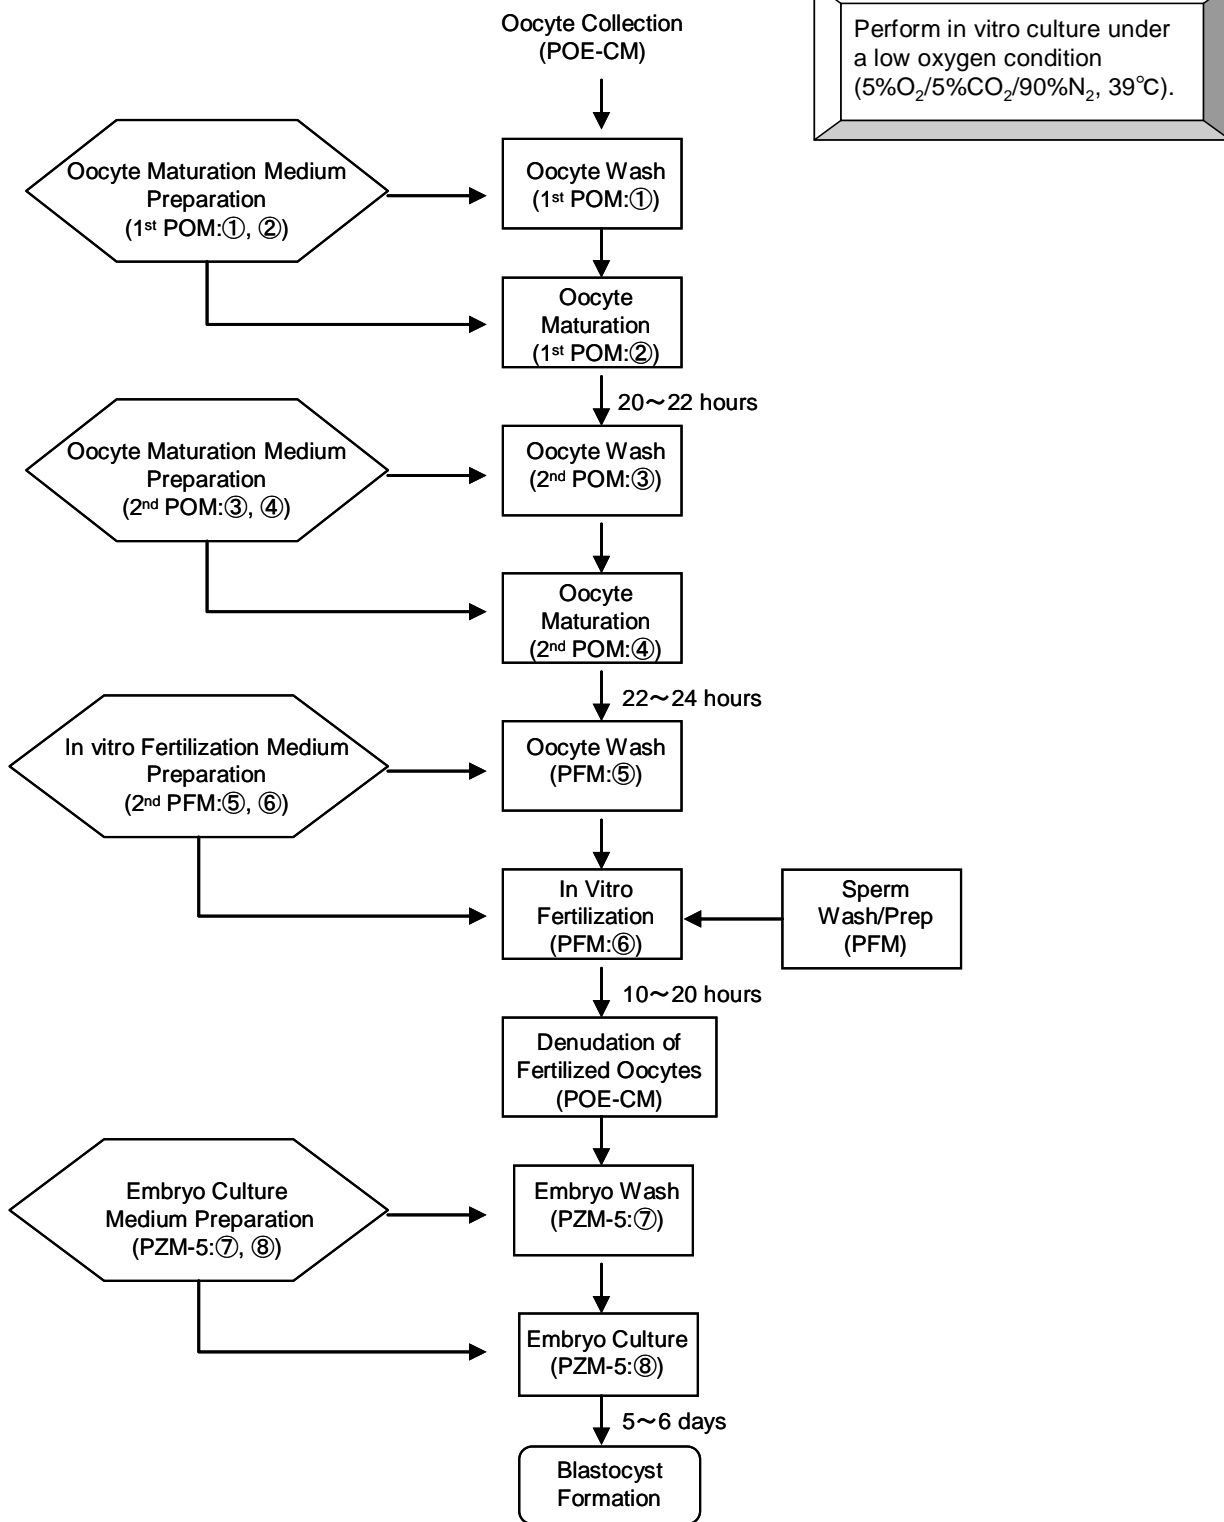 Oocyte Collection
(POE-CM)
Perform in vitro culture under
a low oxygen condition
(5%O₂/5%CO₂/90%N₂, 39℃).
Oocyte Maturation Medium
Preparation
(1st POM:①, ②)
Oocyte Wash
(1st POM:①)
Oocyte
Maturation
(1st POM:②)
20～22 hours
Oocyte Maturation Medium
Preparation
(2nd POM:③, ④)
Oocyte Wash
(2nd POM:③)
Oocyte
Maturation
(2nd POM:④)
22～24 hours
In vitro Fertilization Medium
Preparation
(2nd PFM:⑤, ⑥)
Oocyte Wash
(PFM:⑤)
In Vitro
Fertilization
(PFM:⑥)
Sperm
Wash/Prep
(PFM)
10～20 hours
Denudation of
Fertilized Oocytes
(POE-CM)
Embryo Culture
Medium Preparation
(PZM-5:⑦, ⑧)
Embryo Wash
(PZM-5:⑦)
Embryo Culture
(PZM-5:⑧)
5～6 days
Blastocyst
Formation